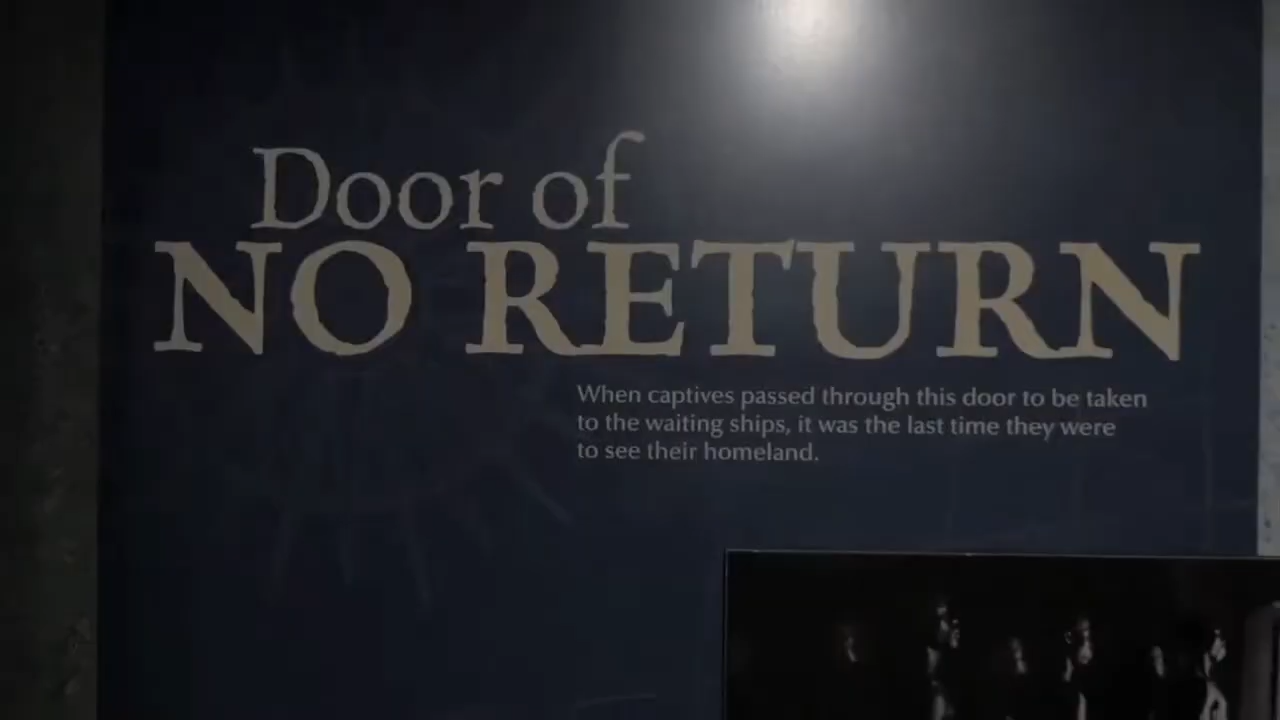 Door of
NO RETURN
When captives passed through this door to be taken
to the waiting ships, it was the last time they were
to see their homeland.